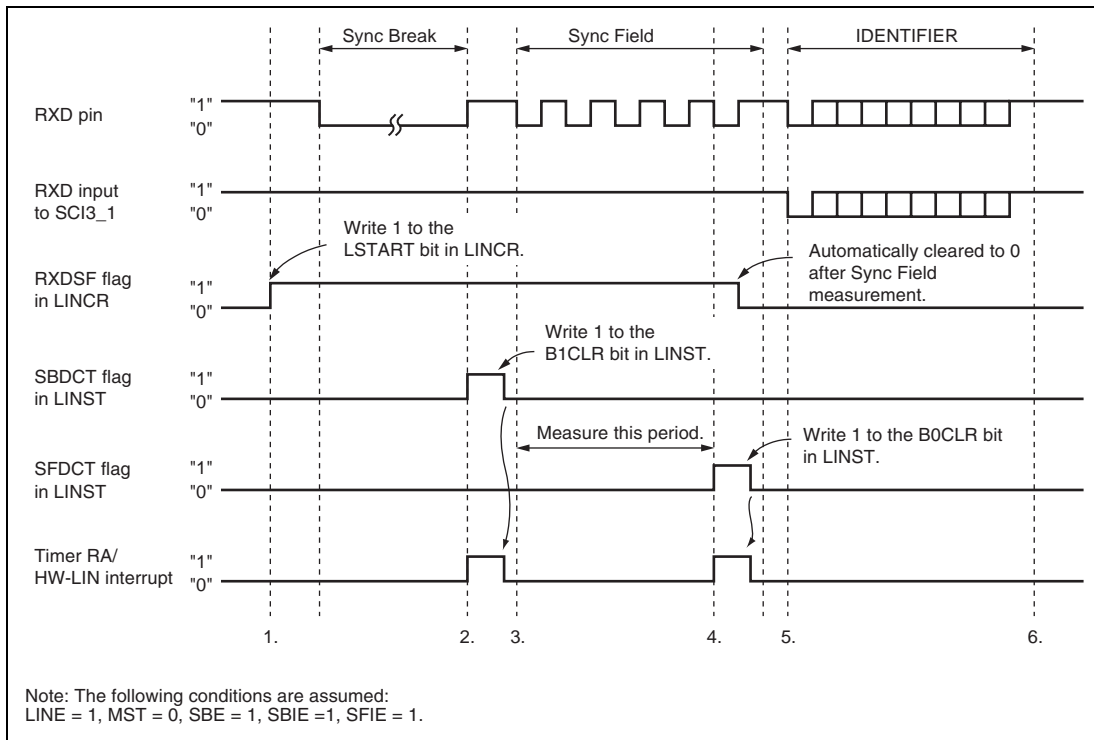 Sync Break
Sync Field
IDENTIFIER
RXD pin
"1"
"0"
RXD input
to SCI3_1
"1"
"0"
Write 1 to the
LSTART bit in LINCR.
Automatically cleared to 0
after Sync Field
measurement.
RXDSF flag
in LINCR
"1"
"0"
Write 1 to the
B1CLR bit in LINST.
SBDCT flag
in LINST
"1"
"0"
Measure this period.
Write 1 to the B0CLR bit
in LINST.
SFDCT flag
in LINST
"1"
"0"
Timer RA/
HW-LIN interrupt
"1"
"0"
1.
2.
3.
4.
5.
6.
Note: The following conditions are assumed:
LINE = 1, MST = 0, SBE = 1, SBIE =1, SFIE = 1.